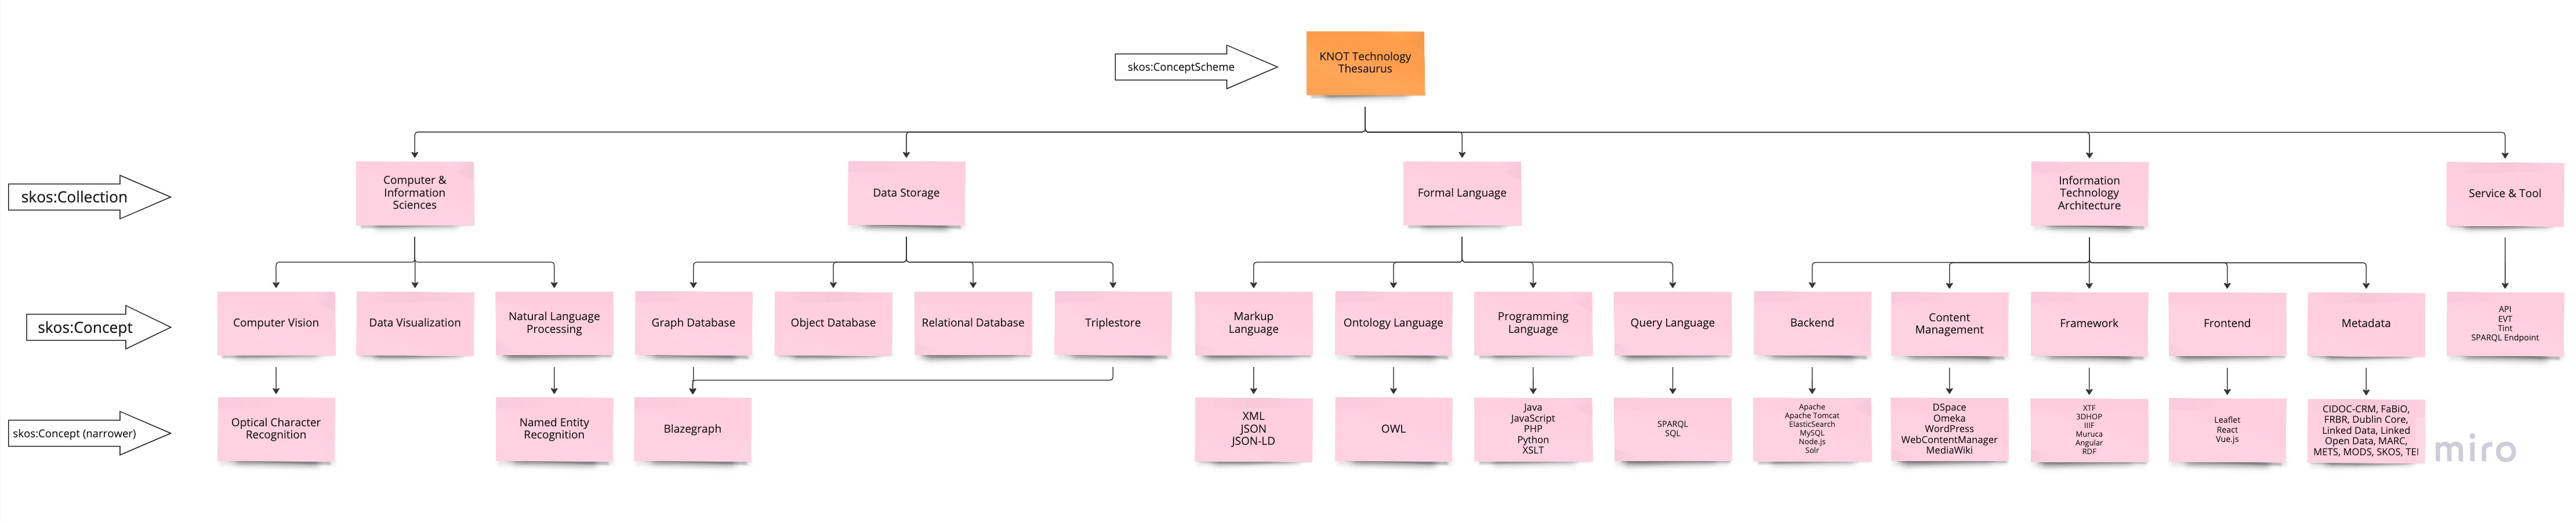 KNOT Technology
Thesaurus
skos:ConceptScheme
skos:Collection
Computer &
Information
Sciences
Data Storage
Formal Language
Information
Technology
Architecture
Service & Tool
skos:Concept
Computer Vision
Data Visualization
Natural Language
Processing
Graph Database
Object Database
Relational Database
Triplestore
Markup
Language
Ontology Language
Programming
Language
Query Language
Backend
Content
Management
Framework
Frontend
Metadata
API
EVT
Tint
SPARQL Endpoint
skos:Concept (narrower)
Optical Character
Recognition
Named Entity
Recognition
Blazegraph
XML
JSON
JSON-LD
OWL
Java
JavaScript
PHP
Python
XSLT
SPARQL
SQL
Apache
Apache Tomcat
ElasticSearch
MySQL
Node.js
Solr
DSpace
Omeka
WordPress
WebContentManager
MediaWiki
XTF
3DHOP
IIIF
Muruca
Angular
RDF
Leaflet
React
Vue.js
CIDOC-CRM, FaBiO,
FRBR, Dublin Core,
Linked Data, Linked
Open Data, MARC,
METS, MODS, SKOS, TEI
miro